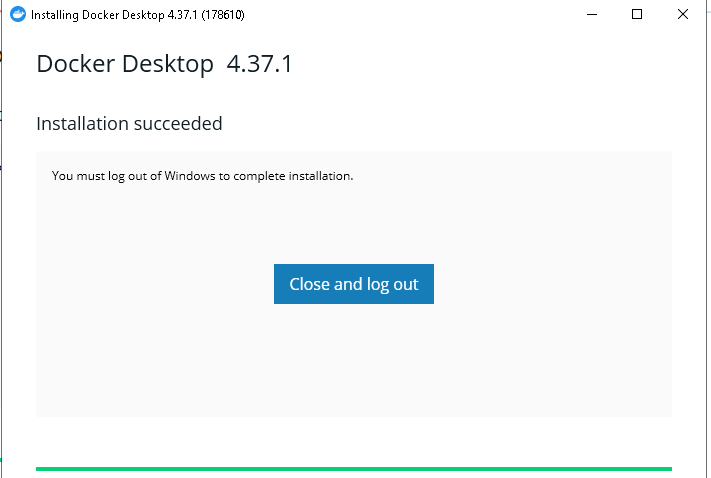 Installing Docker Desktop 4.37.1 (178610)
Docker Desktop 4.37.1
Installation succeeded
You must log out of Windows to complete installation.
Close and log out